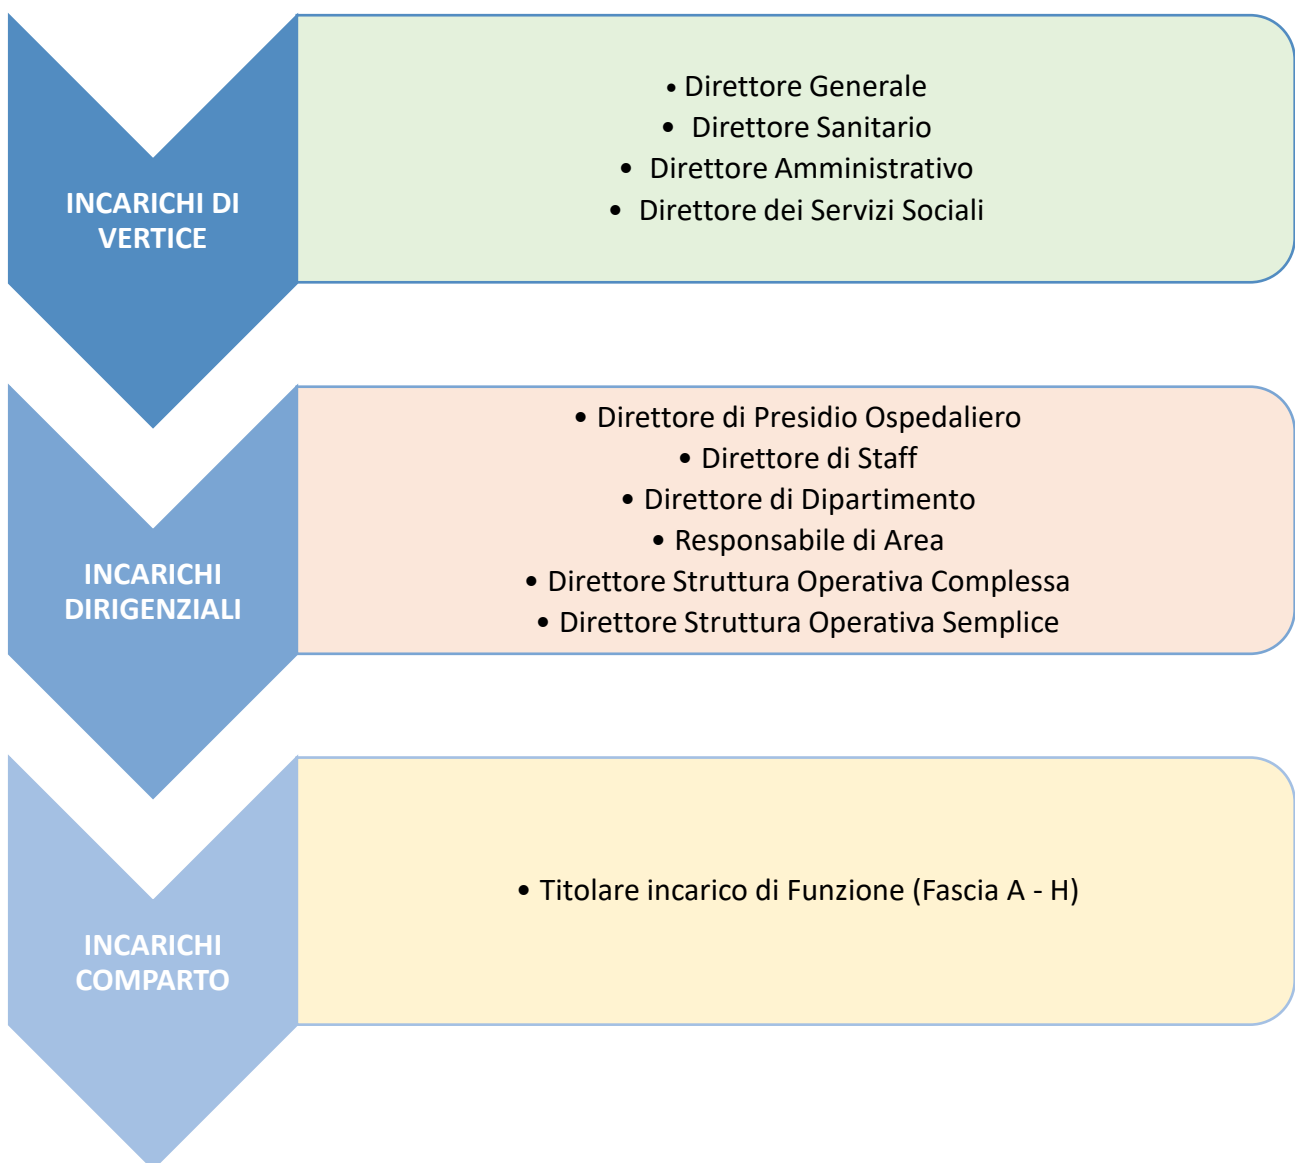 INCARICHI DI
VERTICE
• Direttore Generale
• Direttore Sanitario
• Direttore Amministrativo
• Direttore dei Servizi Sociali
INCARICHI
DIRIGENZIALI
• Direttore di Presidio Ospedaliero
• Direttore di Staff
• Direttore di Dipartimento
• Responsabile di Area
• Direttore Struttura Operativa Complessa
• Direttore Struttura Operativa Semplice
INCARICHI
COMPARTO
• Titolare incarico di Funzione (Fascia A - H)